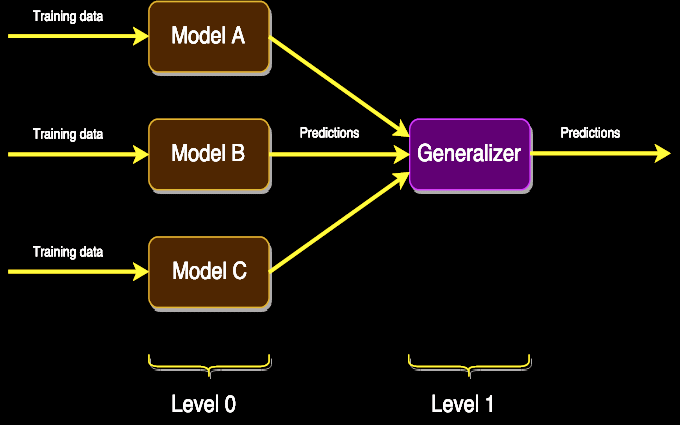 Training data
Model A
Training data
Model B
Predictions
Generalizer
Predictions
Training data
Model C
Level 0
Level 1